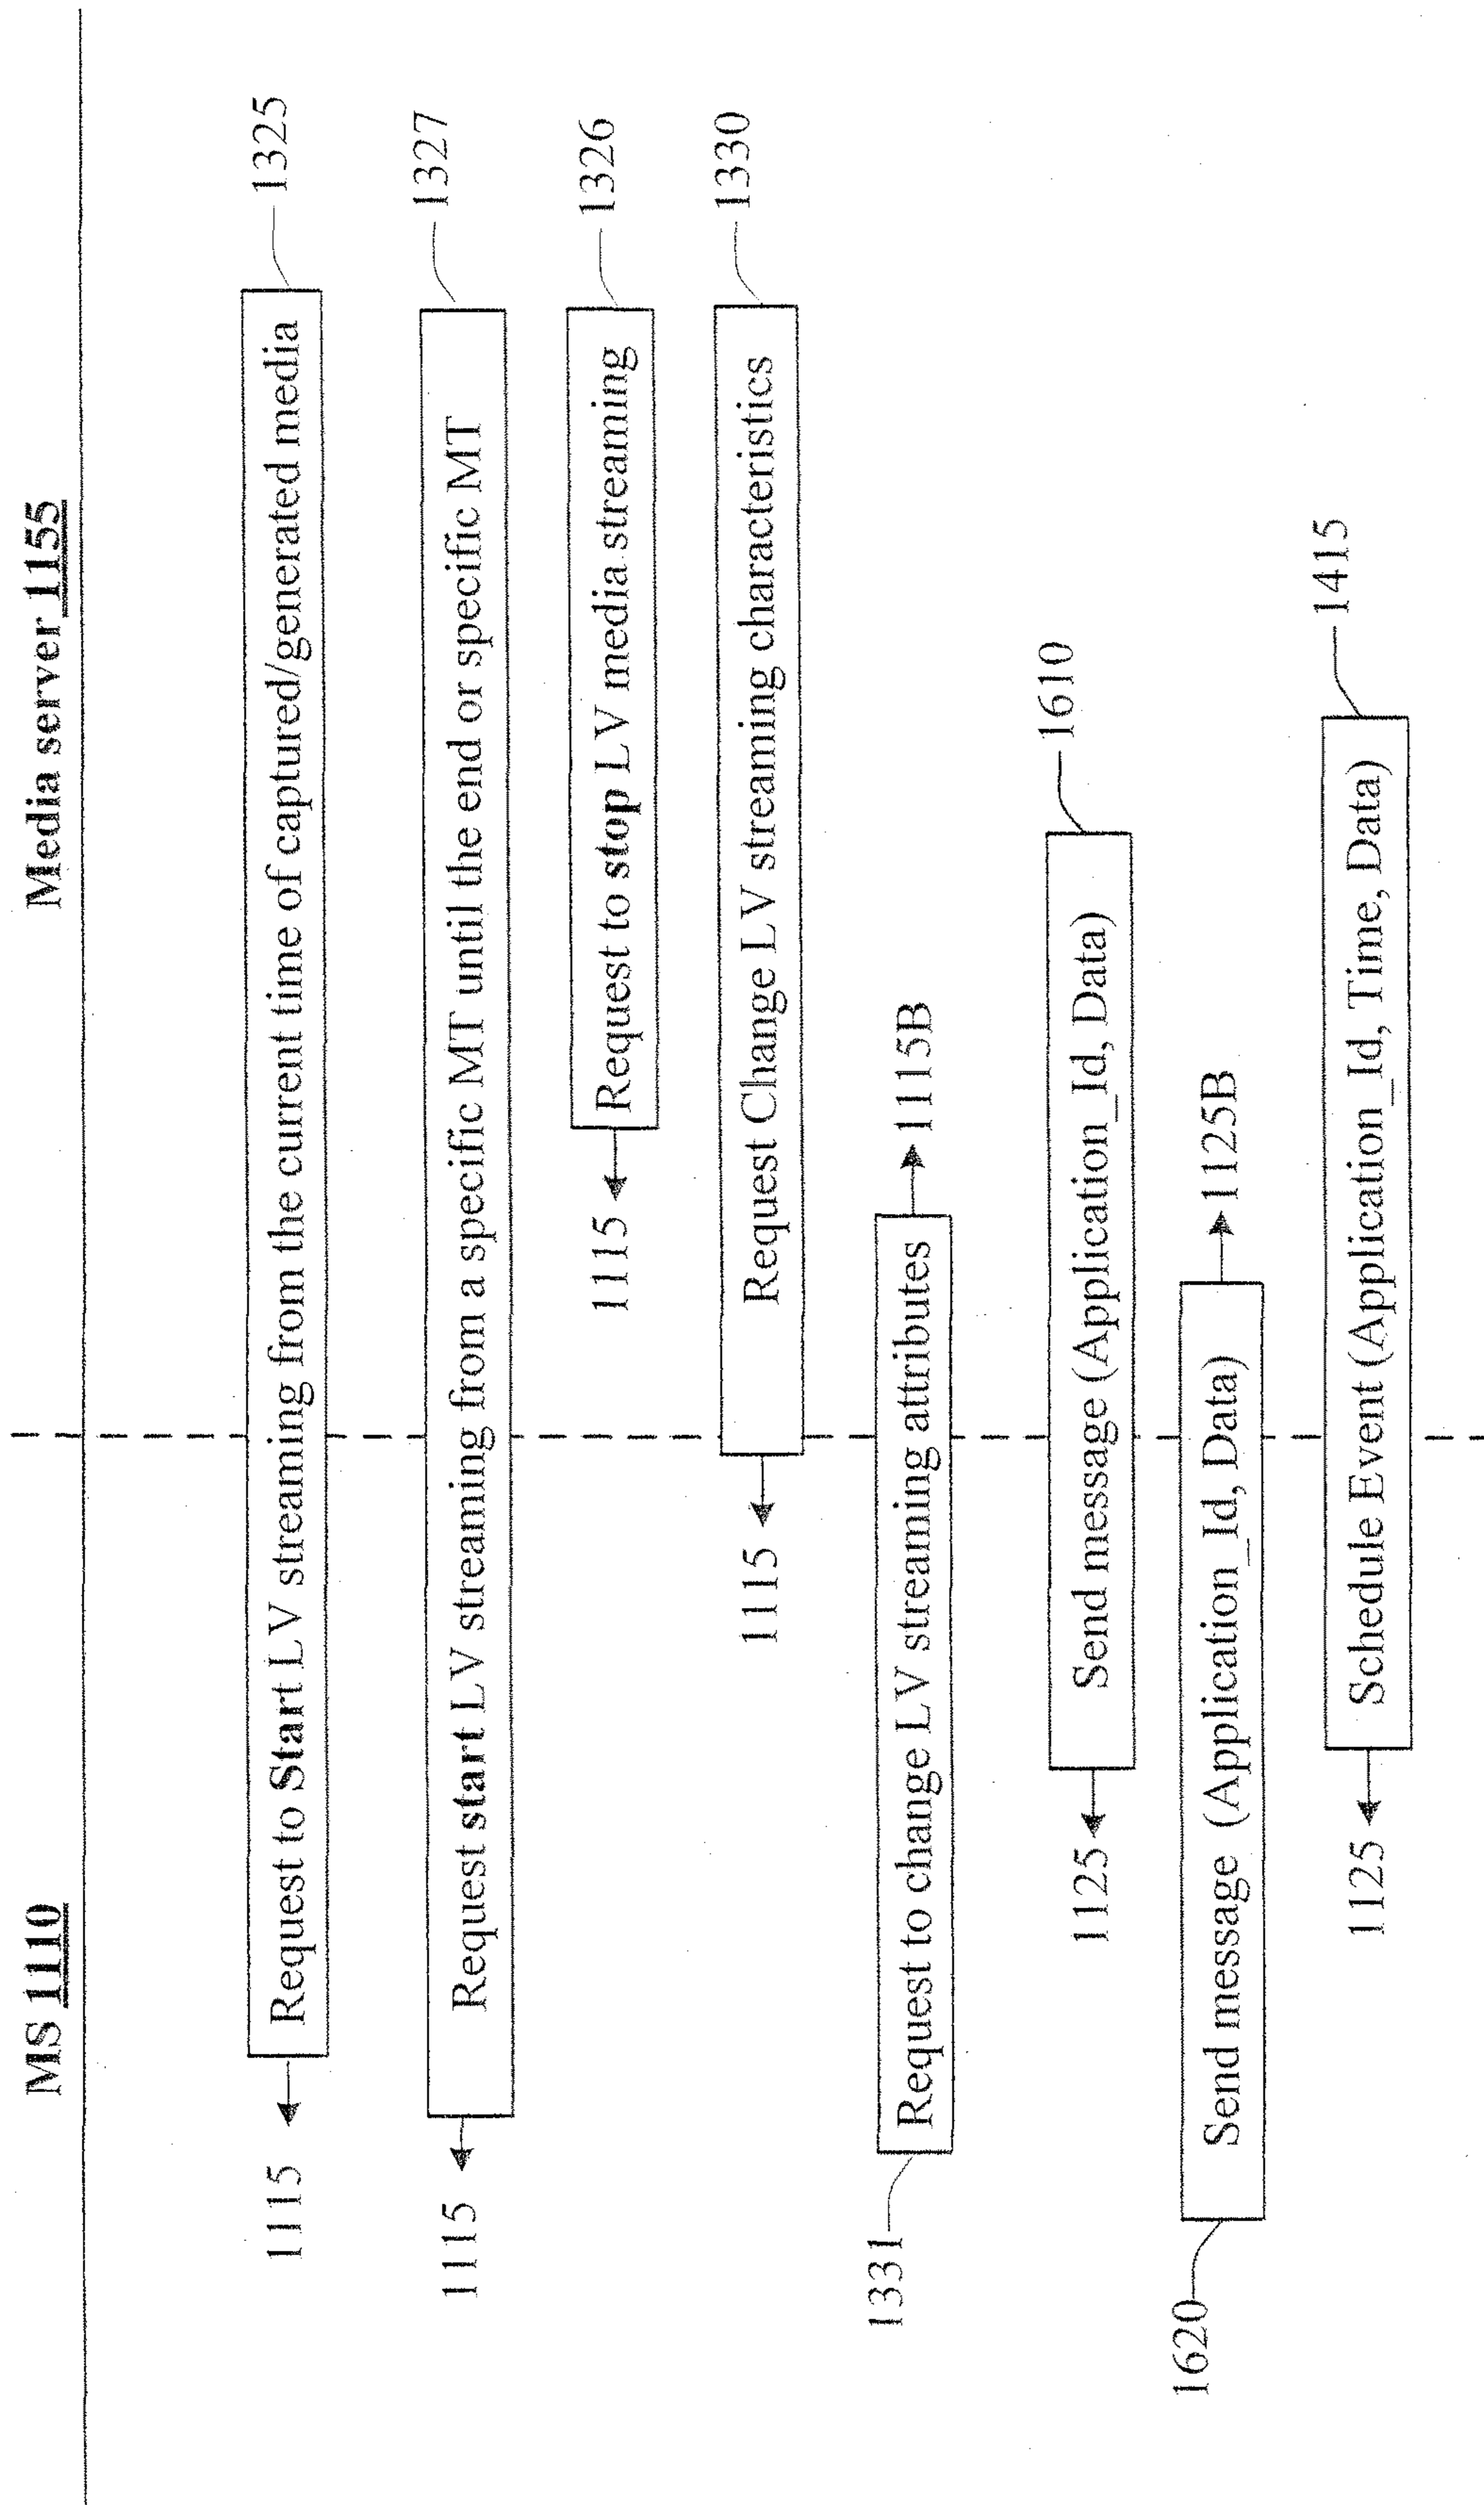 MS 1110
Media server 1155
1115
Request to Start LV streaming from the current time of captured/generated media
1325
1115
Request start LV streaming from a specific MT until the end or specific MT
1327
1115
Request to stop LV media streaming
1326
1115
Request Change LV streaming characteristics
1330
1331
Request to change LV streaming attributes
1115B
1125
Send message (Application_Id, Data)
1610
1620
Send message (Application_Id, Data)
1125B
1125
Schedule Event (Application_Id, Time, Data)
1415